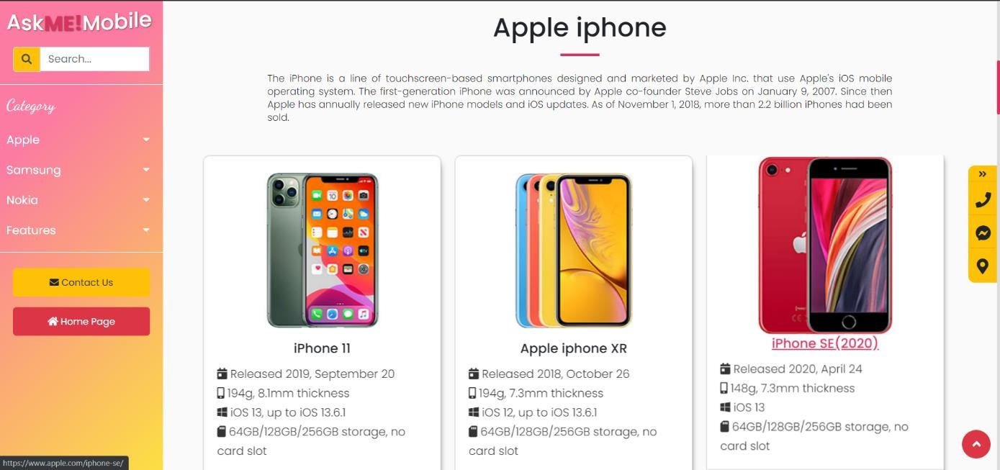 AskME!Mobile
Search...
Category
Apple
Samsung
Nokia
Features
Contact Us
Home Page
https://www.apple.com/iphone-se/
Apple iphone
The iPhone is a line of touchscreen-based smartphones designed and marketed by Apple Inc. that use Apple's iOS mobile
operating system. The first-generation iPhone was announced by Apple co-founder Steve Jobs on January 9, 2007. Since then
Apple has annually released new iPhone models and iOS updates. As of November 1, 2018, more than 2.2 billion iPhones had been
sold.
iPhone 11
Released 2019, September 20
194g, 8.1mm thickness
iOS 13, up to iOS 13.6.1
64GB/128GB/256GB storage, no
card slot
Apple iphone XR
Released 2018, October 26
194g, 7.3mm thickness
iOS 12, up to iOS 13.6.1
64GB/128GB/256GB storage, no
card slot
iPhone SE(2020)
Released 2020, April 24
148g, 7.3mm thickness
iOS 13
64GB/128GB/256GB storage, no
card slot